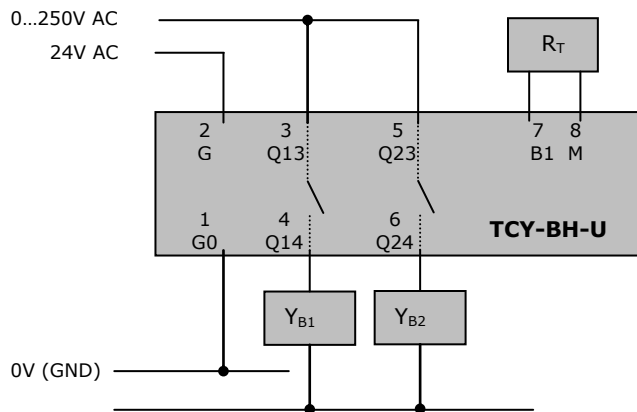 0...250V AC
24V AC
R_T
2 3 5 7 8
G Q13 Q23 B1 M
1 4 6 TCY-BH-U
G0 Q14 Q24
Y_B1 Y_B2
0V (GND)